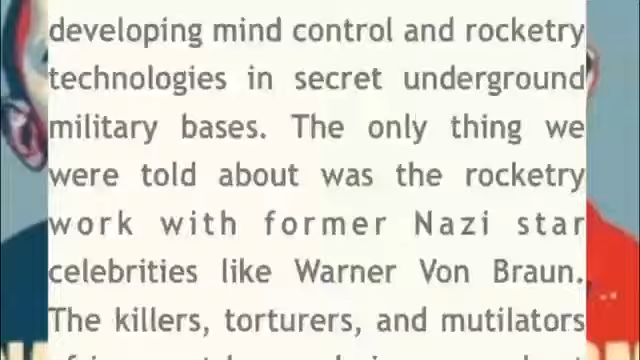 developing mind control and rocketry
technologies in secret underground
military bases. The only thing we
were told about was the rocketry
work with former Nazi star
celebrities like Warner Von Braun.
The killers, torturers, and mutilators